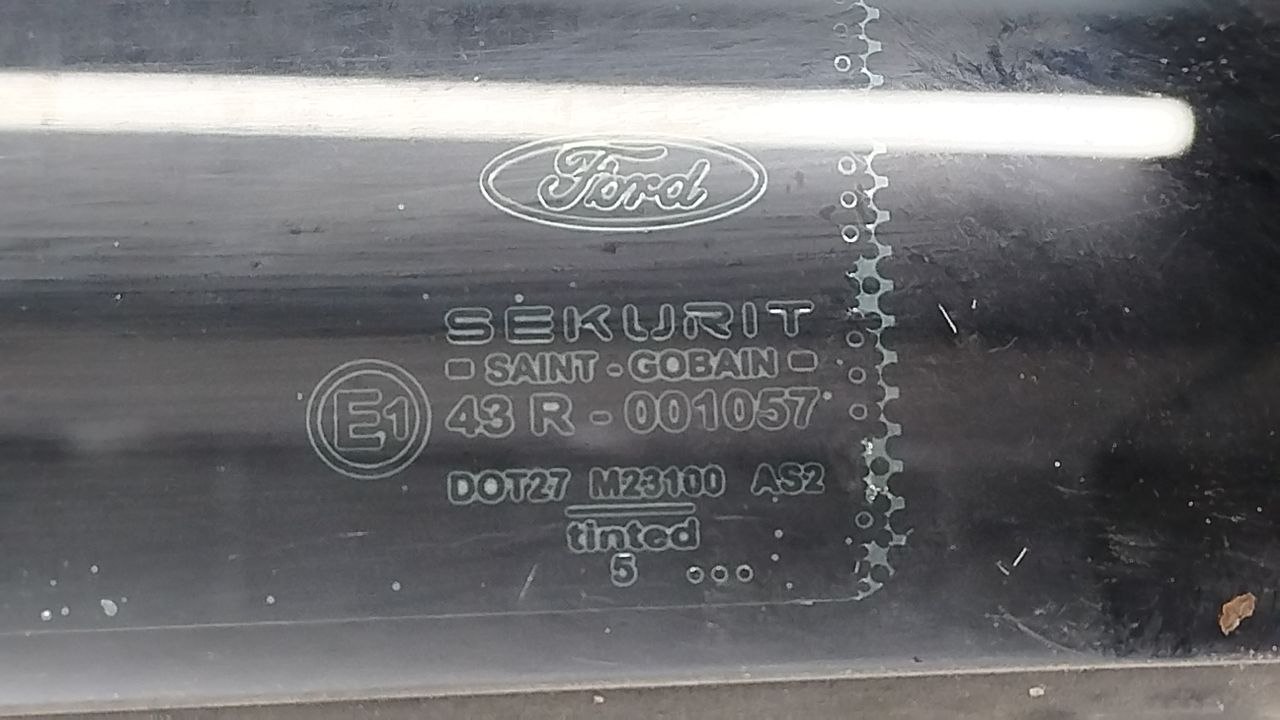 Ford
SEKURIT
SAINT-GOBAIN
E1
43 R - 001057
DOT27 M23100 AS2
tinted
5